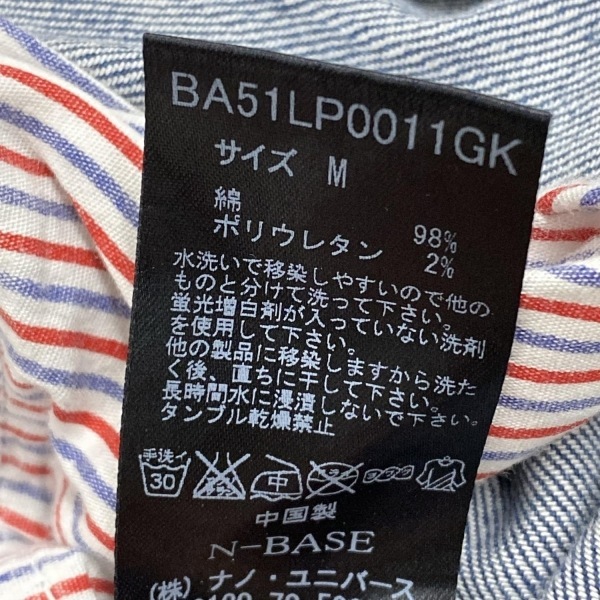 BA51LP0011GK
サイズ M
綿 98%
ポリウレタン 2%
水洗いで移染しやすいので他の
ものと分けて洗って下さい。
蛍光増白剤が入っていない洗剤
を使用して下さい。
他の製品に移染しますから洗た
く後、直ちに干して下さい。
長時間水に浸漬しないで下さい。
タンブル乾燥禁止
手洗イ 30 中
中国製
N-BASE
(株) ナノ・ユニバース